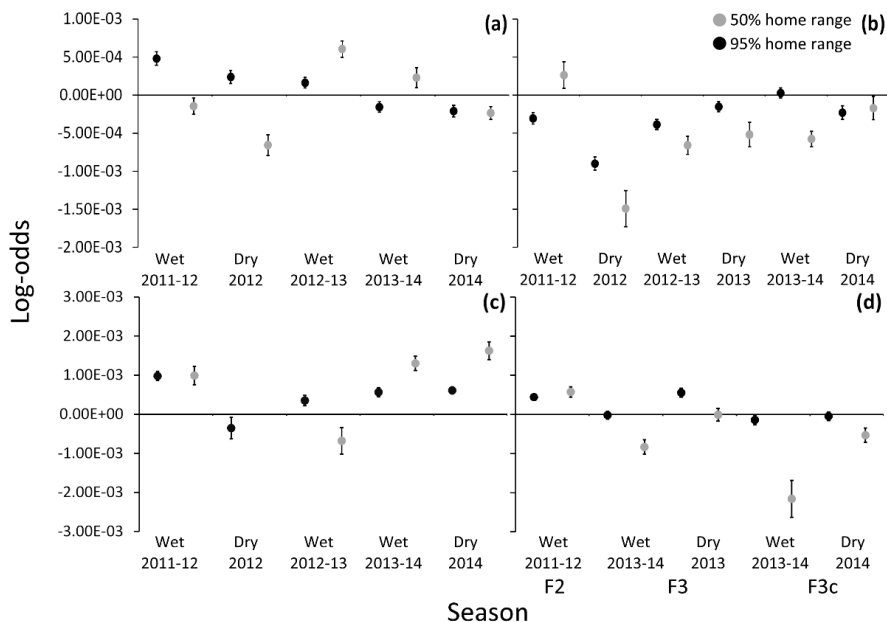 1.00E-03
5.00E-04
0.00E+00
-5.00E-04
-1.00E-03
-1.50E-03
-2.00E-03
(a)
Wet 2011-12
Dry 2012
Wet 2012-13
Wet 2013-14
Dry 2014
50% home range
95% home range
(b)
Wet 2011-12
Dry 2012
Wet 2012-13
Dry 2013
Wet 2013-14
Dry 2014
Log-odds
3.00E-03
2.00E-03
1.00E-03
0.00E+00
-1.00E-03
-2.00E-03
-3.00E-03
(c)
Wet 2011-12
Dry 2012
Wet 2012-13
Wet 2013-14
Dry 2014
(d)
Wet 2011-12
Wet 2013-14
Dry 2013
Wet 2013-14
Dry 2014
F2
F3
F3c
Season